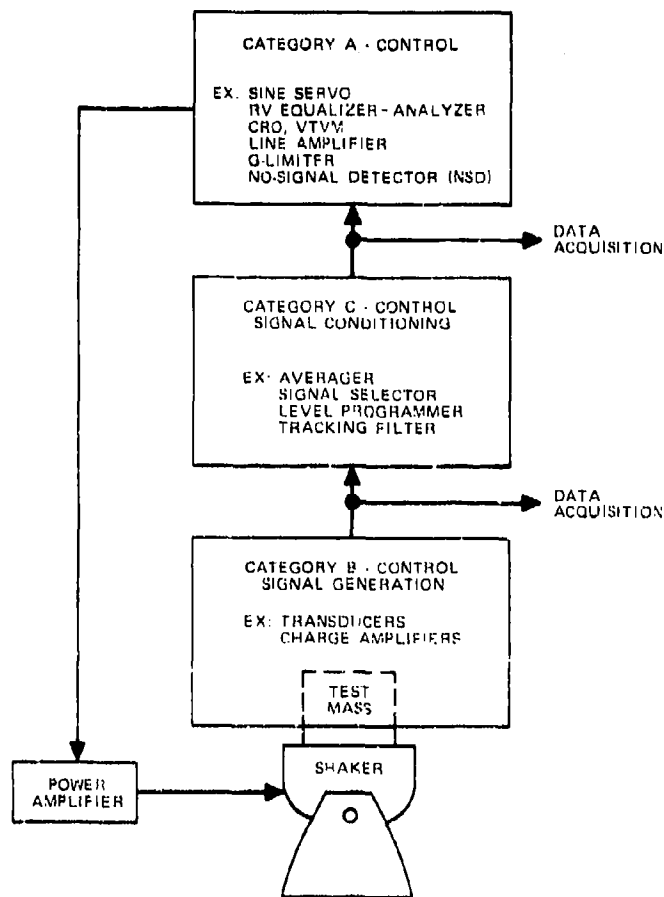 CATEGORY A - CONTROL
EX. SINE SERVO
RV EQUALIZER-ANALYZER
CRO, VTVM
LINE AMPLIFIER
G-LIMITER
NO-SIGNAL DETECTOR (NSD)
DATA
ACQUISITION
CATEGORY C - CONTROL
SIGNAL CONDITIONING
EX: AVERAGER
SIGNAL SELECTOR
LEVEL PROGRAMMER
TRACKING FILTER
DATA
ACQUISITION
CATEGORY B - CONTROL
SIGNAL GENERATION
EX: TRANSDUCERS
CHARGE AMPLIFIERS
TEST
MASS
SHAKER
POWER
AMPLIFIER